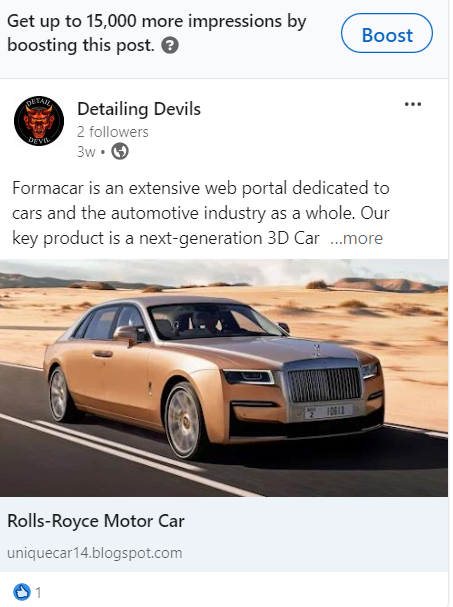 Get up to 15,000 more impressions by
boosting this post. ?
Boost
DETAIL
DEVIL
Detailing Devils
2 followers
3w •
Formacar is an extensive web portal dedicated to
cars and the automotive industry as a whole. Our
key product is a next-generation 3D Car ...more
Rolls-Royce Motor Car
uniquecar14.blogspot.com
1